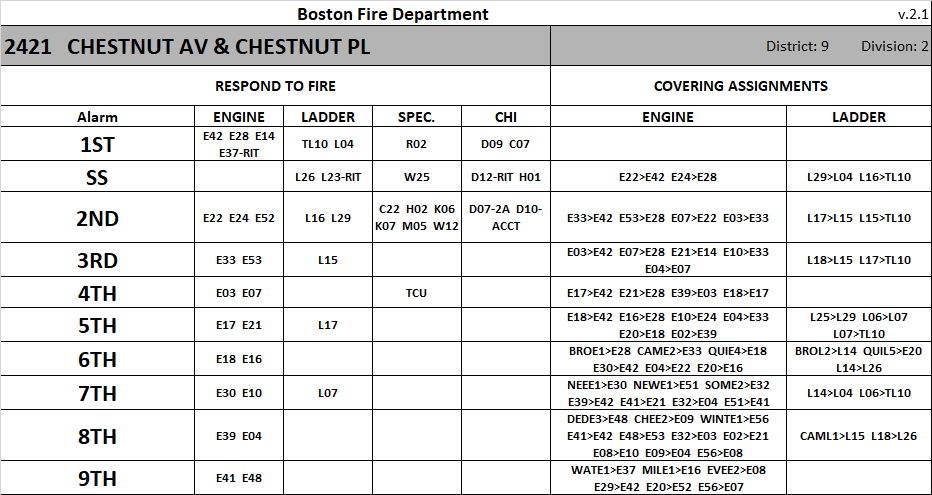 Boston Fire Department v.2.1
2421 CHESTNUT AV & CHESTNUT PL District: 9 Division: 2
RESPOND TO FIRE COVERING ASSIGNMENTS
Alarm ENGINE LADDER SPEC. CHI ENGINE LADDER
1ST E42 E28 E14 TL10 L04 R02 D09 C07
E37-RIT
SS L26 L23-RIT W25 D12-RIT H01 E22>E42 E24>E28 L29>L04 L16>TL10
2ND E22 E24 E52 L16 L29 C22 H02 K06 D07-2A D10- E33>E42 E53>E28 E07>E22 E03>E33 L17>L15 L15>TL10
K07 M05 W12 ACCT
3RD E33 E53 L15 E03>E42 E07>E28 E21>E14 E10>E33 L18>L15 L17>TL10
E04>E07
4TH E03 E07 TCU E17>E42 E21>E28 E39>E03 E18>E17
5TH E17 E21 L17 E18>E42 E16>E28 E10>E24 E04>E33 L25>L29 L06>L07
E20>E18 E02>E39 L07>TL10
6TH E18 E16 BROE1>E28 CAME2>E33 QUIE4>E18 BROL2>L14 QUIL5>E20
E30>E42 E04>E22 E20>E16 L14>L26
7TH E30 E10 L07 NEEE1>E30 NEWE1>E51 SOME2>E32 L14>L04 L06>TL10
E39>E42 E41>E21 E32>E04 E51>E41
8TH E39 E04 DEDE3>E48 CHEE2>E09 WINTE1>E56 CAML1>L15 L18>L26
E41>E42 E48>E53 E32>E03 E02>E21
E08>E10 E09>E04 E56>E08
9TH E41 E48 WATE1>E37 MILE1>E16 EVEE2>E08
E29>E42 E20>E52 E56>E07